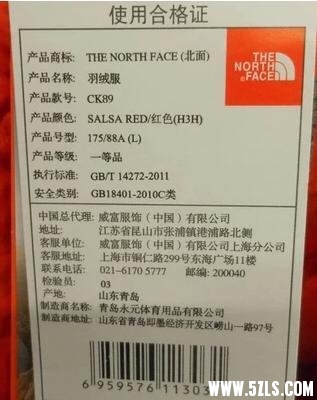 使用合格证
产品商标: THE NORTH FACE (北面)
产品名称: 羽绒服
产品款号: CK89
产品颜色: SALSA RED/红色(H3H)
产品号型: 175/88A (L)
产品等级: 一等品
执行标准: GB/T 14272-2011
安全类别: GB18401-2010C类
THE
NORTH
FACE
中国总代理: 威富服饰（中国）有限公司
地址: 江苏省昆山市张浦镇港浦路北侧
客服单位: 威富服饰（中国）有限公司上海分公司
客服地址: 上海市铜仁路299号东海广场11楼
联系电话: 021-6170 5777 邮编: 200040
检验员: 03
产地: 山东青岛
制造商名称: 青岛永元体育用品有限公司
制造商地址: 山东省青岛即墨经济开发区崂山一路97号
6 959576 11303
WWW.5ZLS.COM